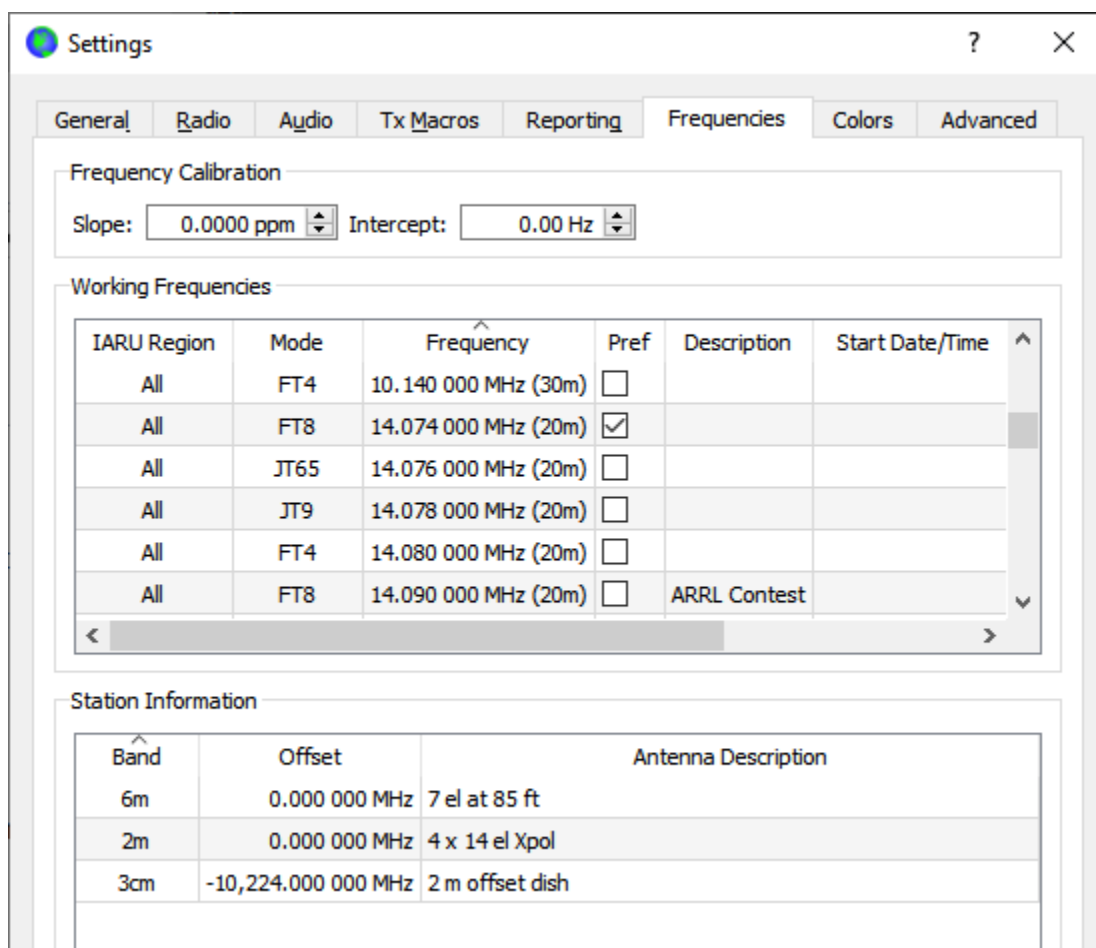 Settings ?
General Radio Audio Tx Macros Reporting Frequencies Colors Advanced
Frequency Calibration
Slope: 0.0000 ppm Intercept: 0.00 Hz
Working Frequencies
IARU Region Mode Frequency Pref Description Start Date/Time
All FT4 10.140 000 MHz (30m)
All FT8 14.074 000 MHz (20m)
All JT65 14.076 000 MHz (20m)
All JT9 14.078 000 MHz (20m)
All FT4 14.080 000 MHz (20m)
All FT8 14.090 000 MHz (20m) ARRL Contest
Station Information
Band Offset Antenna Description
6m 0.000 000 MHz 7 el at 85 ft
2m 0.000 000 MHz 4 x 14 el Xpol
3cm -10,224.000 000 MHz 2 m offset dish